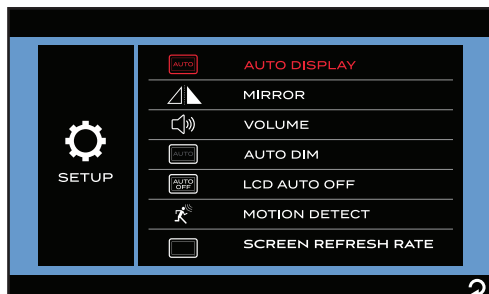 AUTO AUTO DISPLAY
MIRROR
VOLUME
AUTO AUTO DIM
SETUP
AUTO OFF LCD AUTO OFF
MOTION DETECT
SCREEN REFRESH RATE